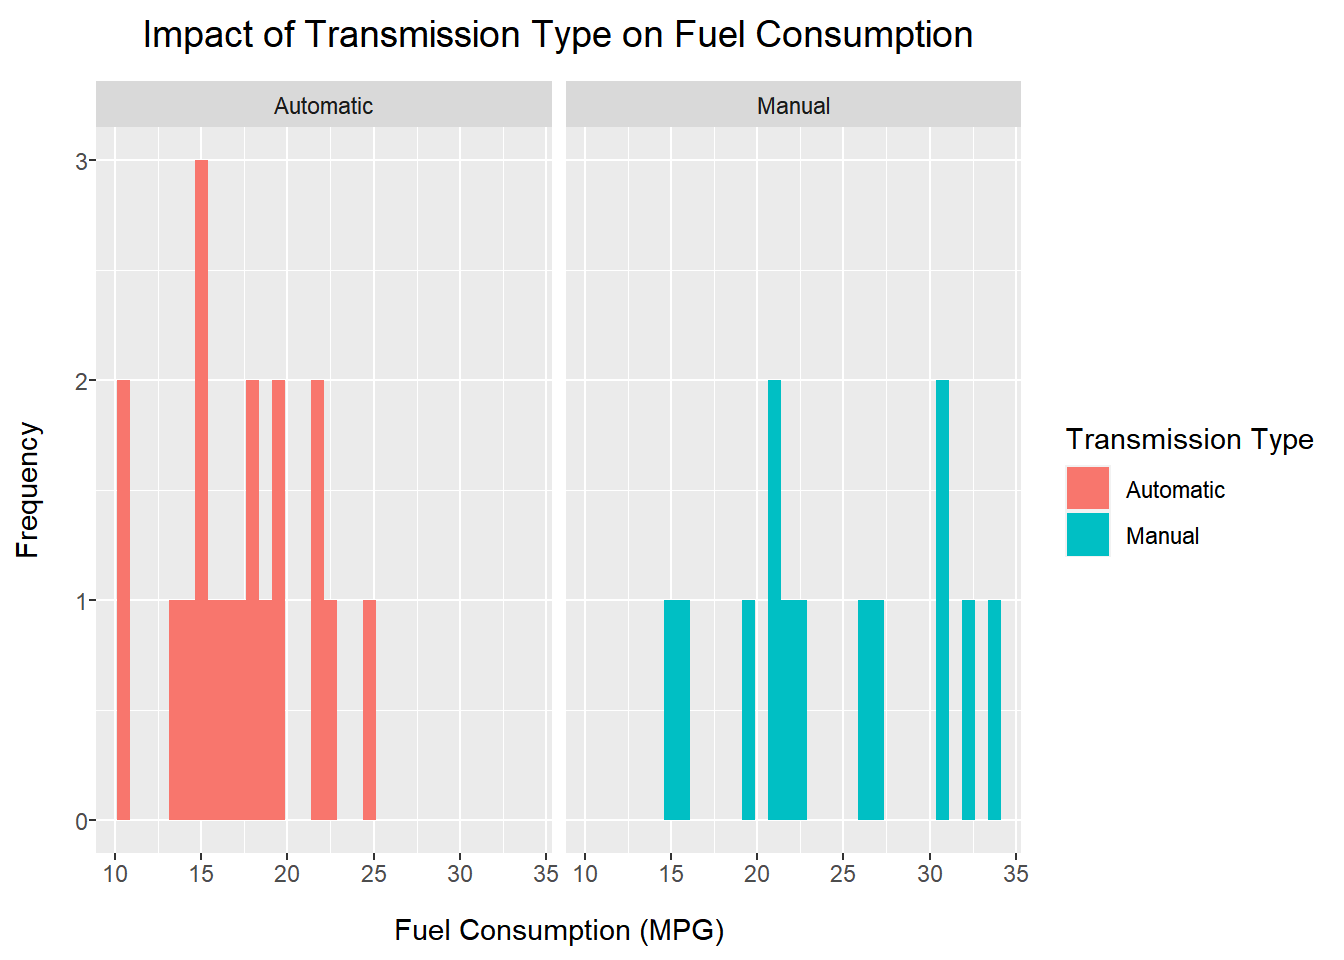 Impact of Transmission Type on Fuel Consumption
Automatic
Manual
3
2
1
0
Frequency
10 15 20 25 30 35
10 15 20 25 30 35
Fuel Consumption (MPG)
Transmission Type
Automatic
Manual